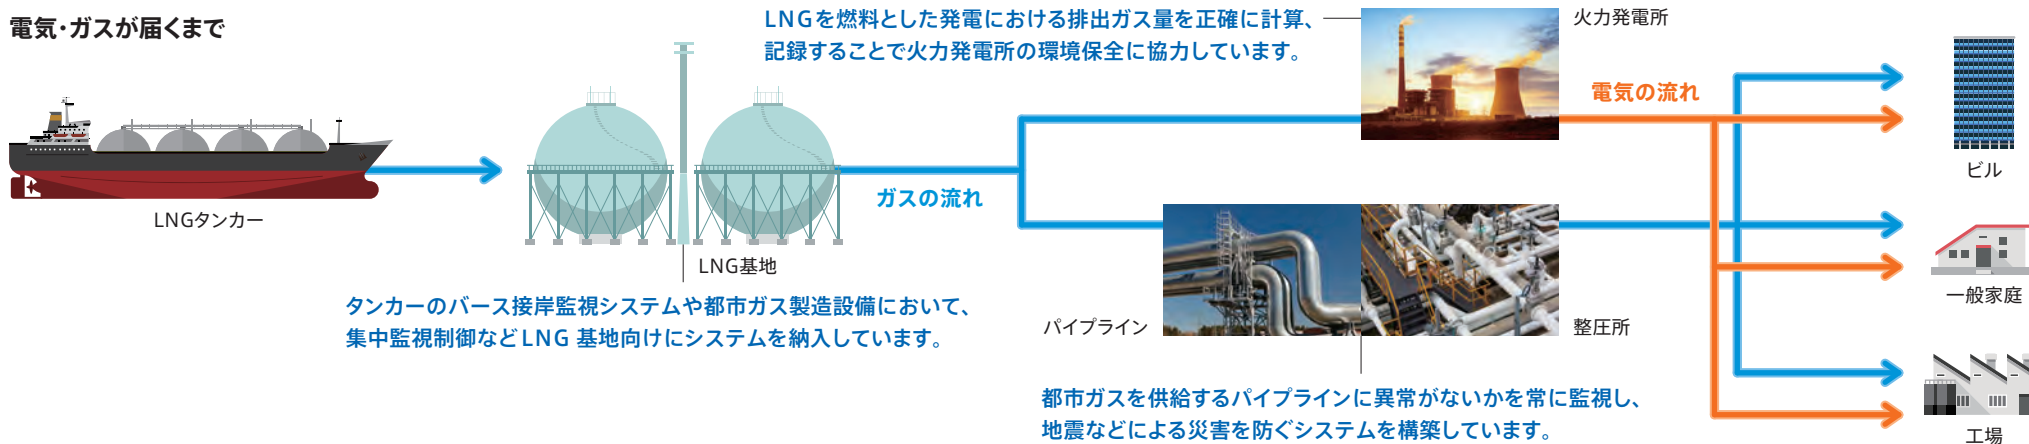 電気・ガスが届くまで
LNGを燃料とした発電における排出ガス量を正確に計算、
記録することで火力発電所の環境保全に協力しています。
火力発電所
電気の流れ
ビル
LNGタンカー
ガスの流れ
LNG基地
タンカーのバース接岸監視システムや都市ガス製造設備において、
集中監視制御などLNG 基地向けにシステムを納入しています。
パイプライン
整圧所
一般家庭
都市ガスを供給するパイプラインに異常がないかを常に監視し、
地震などによる災害を防ぐシステムを構築しています。
工場